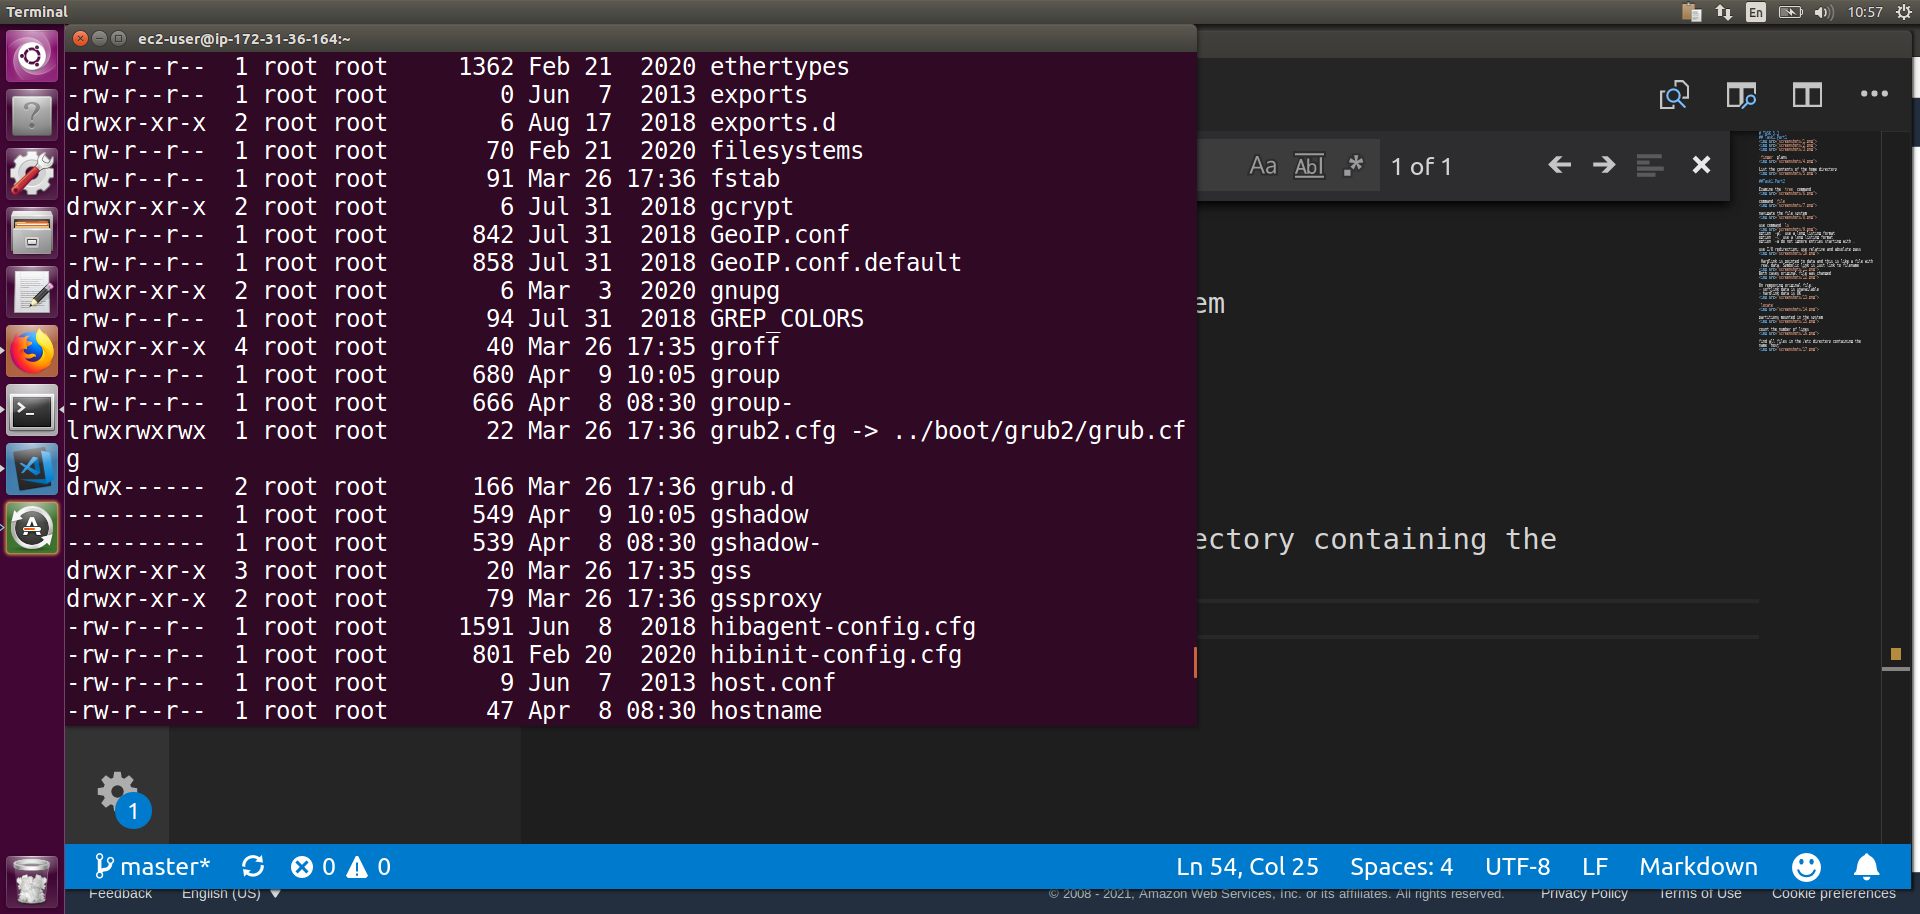 Terminal
En
10:57
ec2-user@ip-172-31-36-164:~
-rw-r--r--  1 root root     1362 Feb 21  2020 ethertypes
-rw-r--r--  1 root root        0 Jun  7  2013 exports
drwxr-xr-x  2 root root        6 Aug 17  2018 exports.d
-rw-r--r--  1 root root       70 Feb 21  2020 filesystems
-rw-r--r--  1 root root       91 Mar 26 17:36 fstab
drwxr-xr-x  2 root root        6 Jul 31  2018 gcrypt
-rw-r--r--  1 root root      842 Jul 31  2018 GeoIP.conf
-rw-r--r--  1 root root      858 Jul 31  2018 GeoIP.conf.default
drwxr-xr-x  2 root root        6 Mar  3  2020 gnupg
-rw-r--r--  1 root root       94 Jul 31  2018 GREP_COLORS
drwxr-xr-x  4 root root       40 Mar 26 17:35 groff
-rw-r--r--  1 root root      680 Apr  9 10:05 group
-rw-r--r--  1 root root      666 Apr  8 08:30 group-
lrwxrwxrwx  1 root root       22 Mar 26 17:36 grub2.cfg -> ../boot/grub2/grub.cf
g
drwx------  2 root root      166 Mar 26 17:36 grub.d
----------  1 root root      549 Apr  9 10:05 gshadow
----------  1 root root      539 Apr  8 08:30 gshadow-
drwxr-xr-x  3 root root       20 Mar 26 17:35 gss
drwxr-xr-x  2 root root       79 Mar 26 17:36 gssproxy
-rw-r--r--  1 root root     1591 Jun  8  2018 hibagent-config.cfg
-rw-r--r--  1 root root      801 Feb 20  2020 hibinit-config.cfg
-rw-r--r--  1 root root        9 Jun  7  2013 host.conf
-rw-r--r--  1 root root       47 Apr  8 08:30 hostname
Aa Abl .* 1 of 1
em
ectory containing the
1
master* 0 0 Ln 54, Col 25 Spaces: 4 UTF-8 LF Markdown
Feedback English (US) © 2008 - 2021, Amazon Web Services, Inc. or its affiliates. All rights reserved. Privacy Policy Terms of Use Cookie preferences